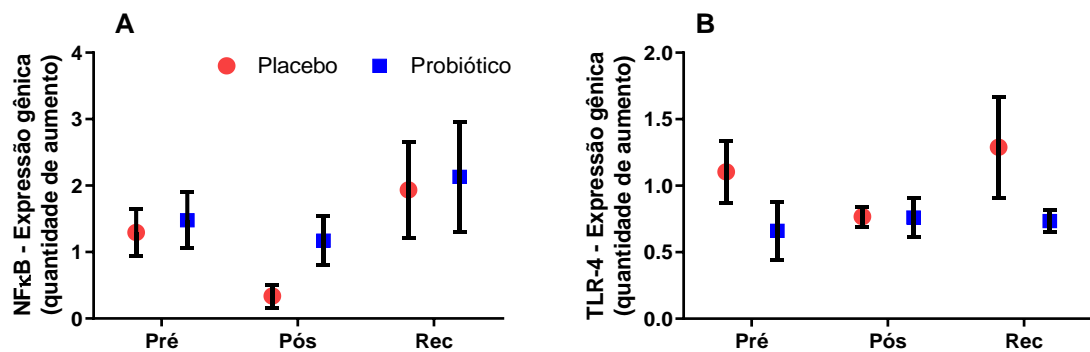 A
NFκB - Expressão gênica
(quantidade de aumento)
4
3
2
1
0
Placebo
Probiótico
Pré
Pós
Rec
B
TLR-4 - Expressão gênica
(quantidade de aumento)
2.0
1.5
1.0
0.5
0.0
Pré
Pós
Rec